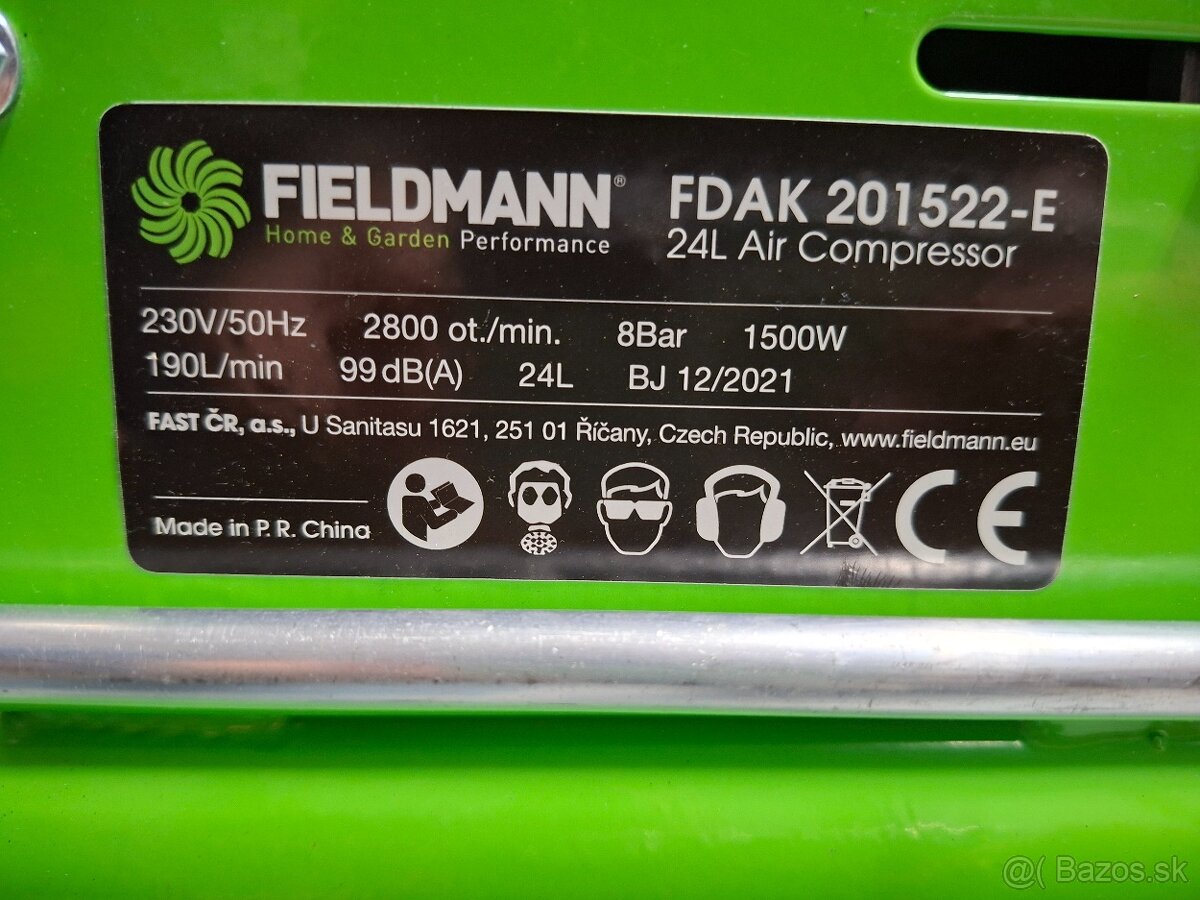 FIELDMANN®
Home & Garden Performance
FDAK 201522-E
24L Air Compressor
230V/50Hz 2800 ot./min. 8Bar 1500W
190L/min 99dB(A) 24L BJ 12/2021
FAST ČR, a.s., U Sanitasu 1621, 251 01 Říčany, Czech Republic, www.fieldmann.eu
Made in P. R. China
CE
@( Bazos.sk